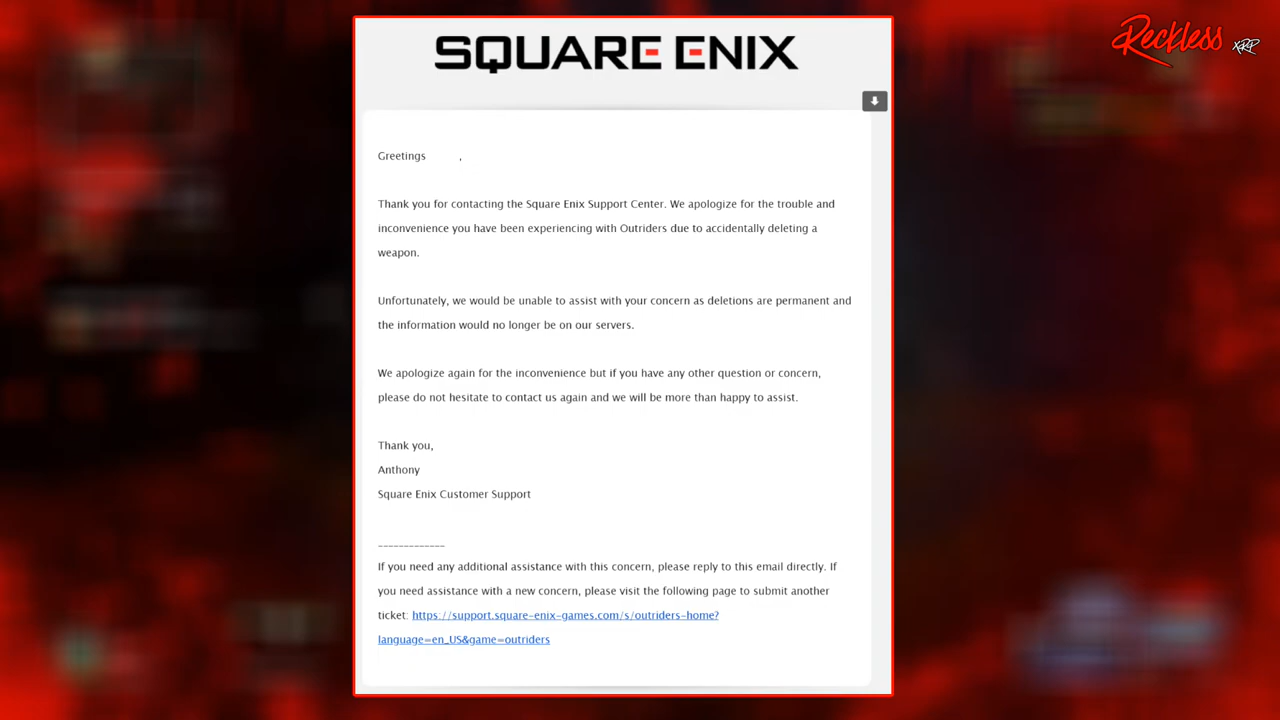 SQUARE ENIX
Reckless
XRP
Greetings ,
Thank you for contacting the Square Enix Support Center. We apologize for the trouble and
inconvenience you have been experiencing with Outriders due to accidentally deleting a
weapon.
Unfortunately, we would be unable to assist with your concern as deletions are permanent and
the information would no longer be on our servers.
We apologize again for the inconvenience but if you have any other question or concern,
please do not hesitate to contact us again and we will be more than happy to assist.
Thank you,
Anthony
Square Enix Customer Support
_____________
If you need any additional assistance with this concern, please reply to this email directly. If
you need assistance with a new concern, please visit the following page to submit another
ticket: https://support.square-enix-games.com/s/outriders-home?
language=en_US&game=outriders